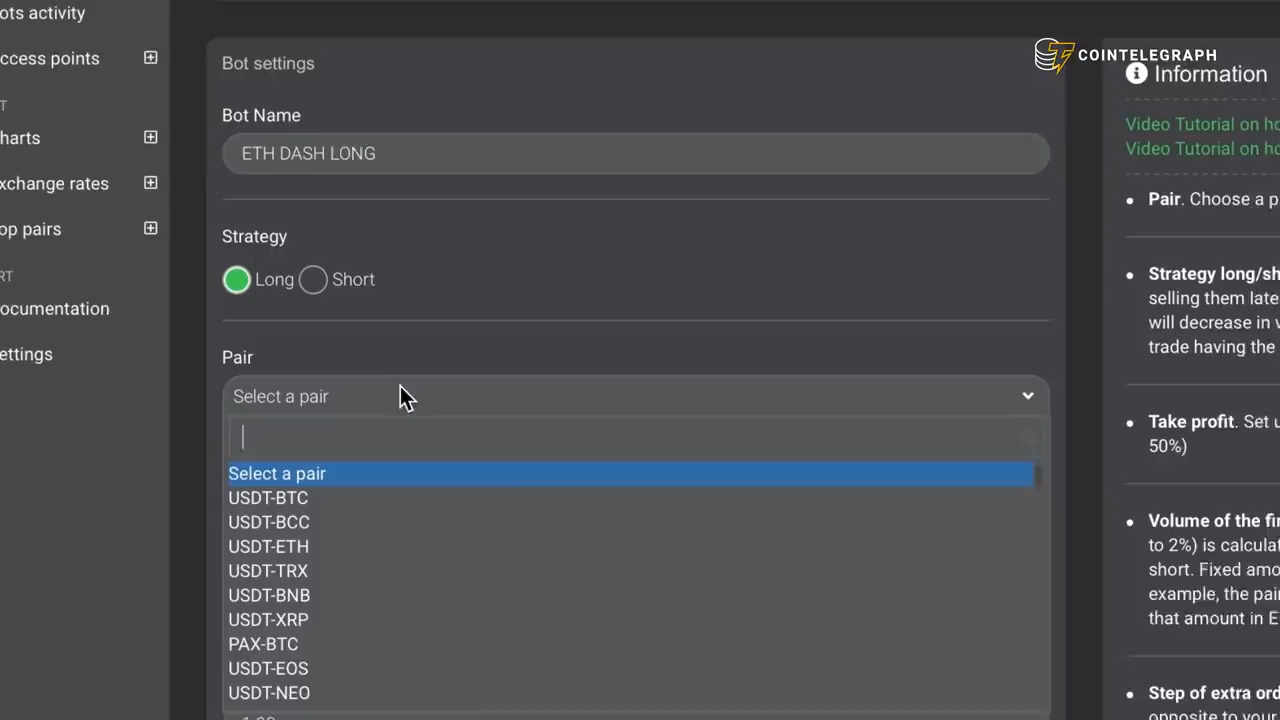 ots activity
ccess points
T
harts
xchange rates
op pairs
RT
ocumentation
ettings
Bot settings
Bot Name
ETH DASH LONG
Strategy
Long Short
Pair
Select a pair
Select a pair
USDT-BTC
USDT-BCC
USDT-ETH
USDT-TRX
USDT-BNB
USDT-XRP
PAX-BTC
USDT-EOS
USDT-NEO
COINTELEGRAPH
Information
Video Tutorial on ho
Video Tutorial on ho
Pair. Choose a p
Strategy long/sh
selling them late
will decrease in v
trade having the
Take profit. Set u
50%)
Volume of the fir
to 2%) is calculat
short. Fixed amo
example, the pair
that amount in E
Step of extra ord
opposite to your